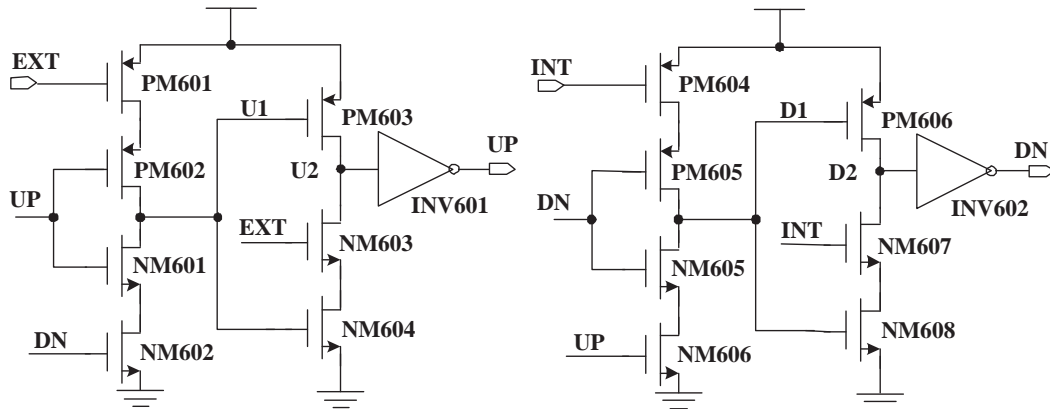 EXT
PM601
U1
PM603
UP
PM602
U2
UP
INV601
EXT
NM603
NM601
DN
NM602
NM604
INT
PM604
D1
PM606
DN
PM605
D2
DN
INV602
INT
NM607
NM605
UP
NM606
NM608